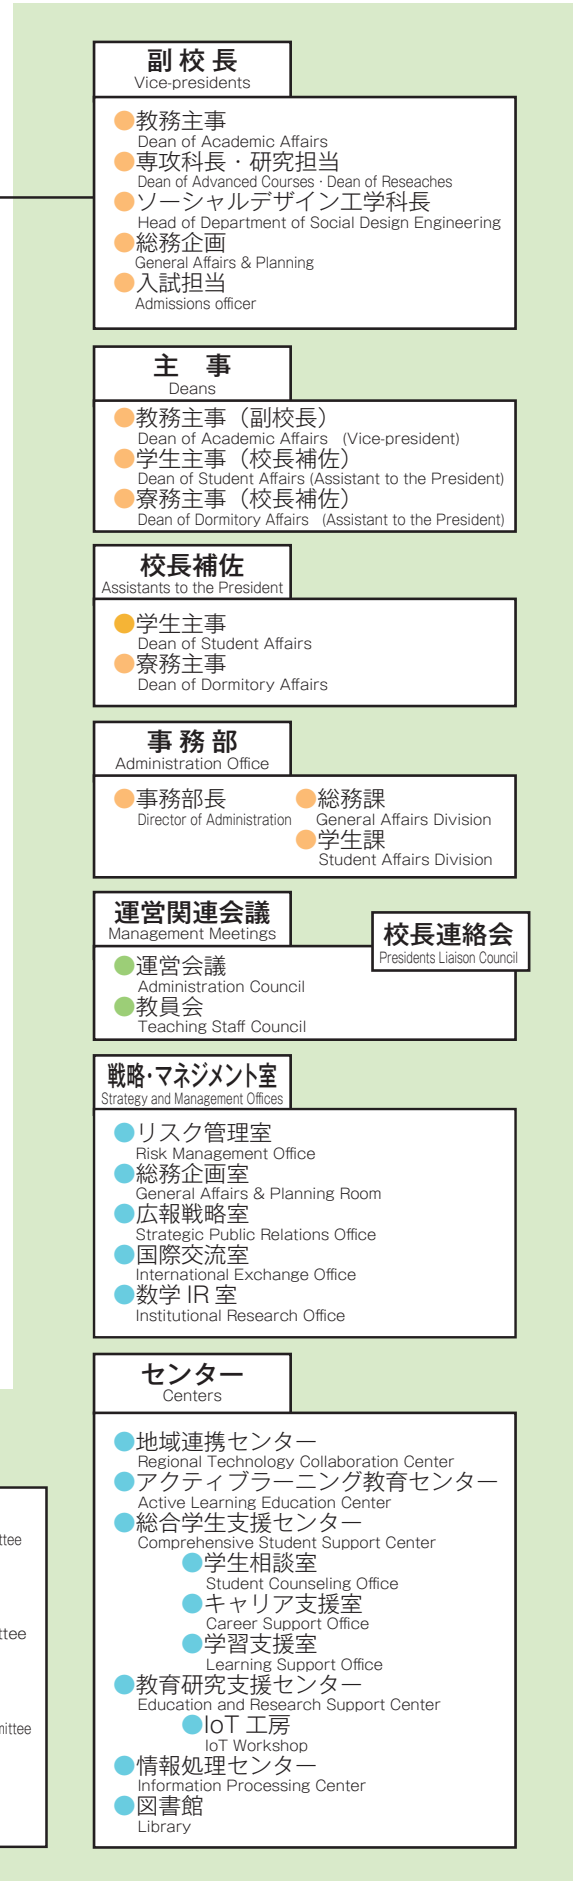 副校長
Vice-presidents
教務主事
Dean of Academic Affairs
専攻科長・研究担当
Dean of Advanced Courses · Dean of Reseaches
ソーシャルデザイン工学科長
Head of Department of Social Design Engineering
総務企画
General Affairs & Planning
入試担当
Admissions officer
主 事
Deans
教務主事（副校長）
Dean of Academic Affairs (Vice-president)
学生主事（校長補佐）
Dean of Student Affairs (Assistant to the President)
寮務主事（校長補佐）
Dean of Dormitory Affairs (Assistant to the President)
校長補佐
Assistants to the President
学生主事
Dean of Student Affairs
寮務主事
Dean of Dormitory Affairs
事務部
Administration Office
事務部長
Director of Administration
総務課
General Affairs Division
学生課
Student Affairs Division
運営関連会議
Management Meetings
校長連絡会
Presidents Liaison Council
運営会議
Administration Council
教員会
Teaching Staff Council
戦略・マネジメント室
Strategy and Management Offices
リスク管理室
Risk Management Office
総務企画室
General Affairs & Planning Room
広報戦略室
Strategic Public Relations Office
国際交流室
International Exchange Office
数学 IR 室
Institutional Research Office
センター
Centers
地域連携センター
Regional Technology Collaboration Center
アクティブラーニング教育センター
Active Learning Education Center
総合学生支援センター
Comprehensive Student Support Center
学生相談室
Student Counseling Office
キャリア支援室
Career Support Office
学習支援室
Learning Support Office
教育研究支援センター
Education and Research Support Center
IoT 工房
IoT Workshop
情報処理センター
Information Processing Center
図書館
Library